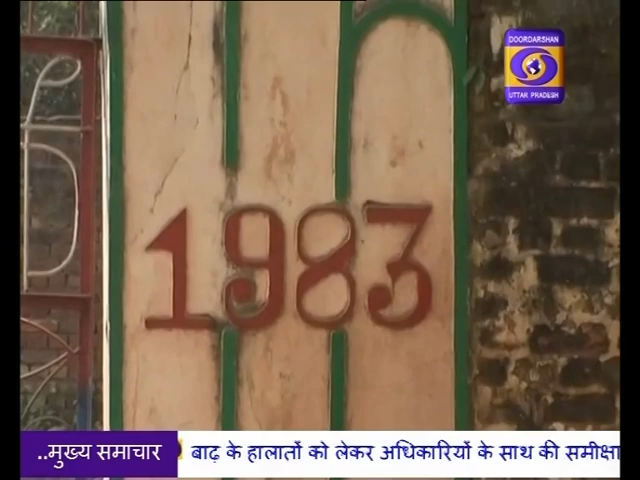 DOORDARSHAN
UTTAR PRADESH
1983
..मुख्य समाचार
बाढ़ के हालातों को लेकर अधिकारियों के साथ की समीक्षा